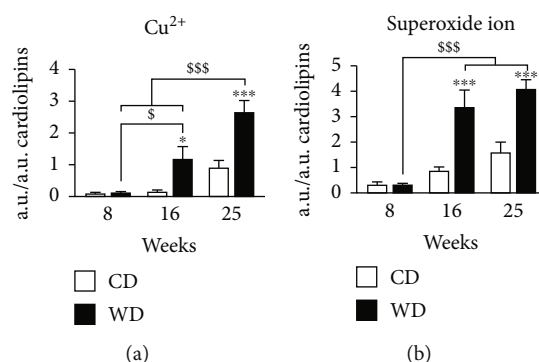 Cu²⁺
a.u./a.u. cardiolipins
4
3
2
1
0
$$$
$
*
***
8 16 25
Weeks
CD
WD
(a)
Superoxide ion
a.u./a.u. cardiolipins
5
4
3
2
1
0
$$$
***
***
8 16 25
Weeks
CD
WD
(b)